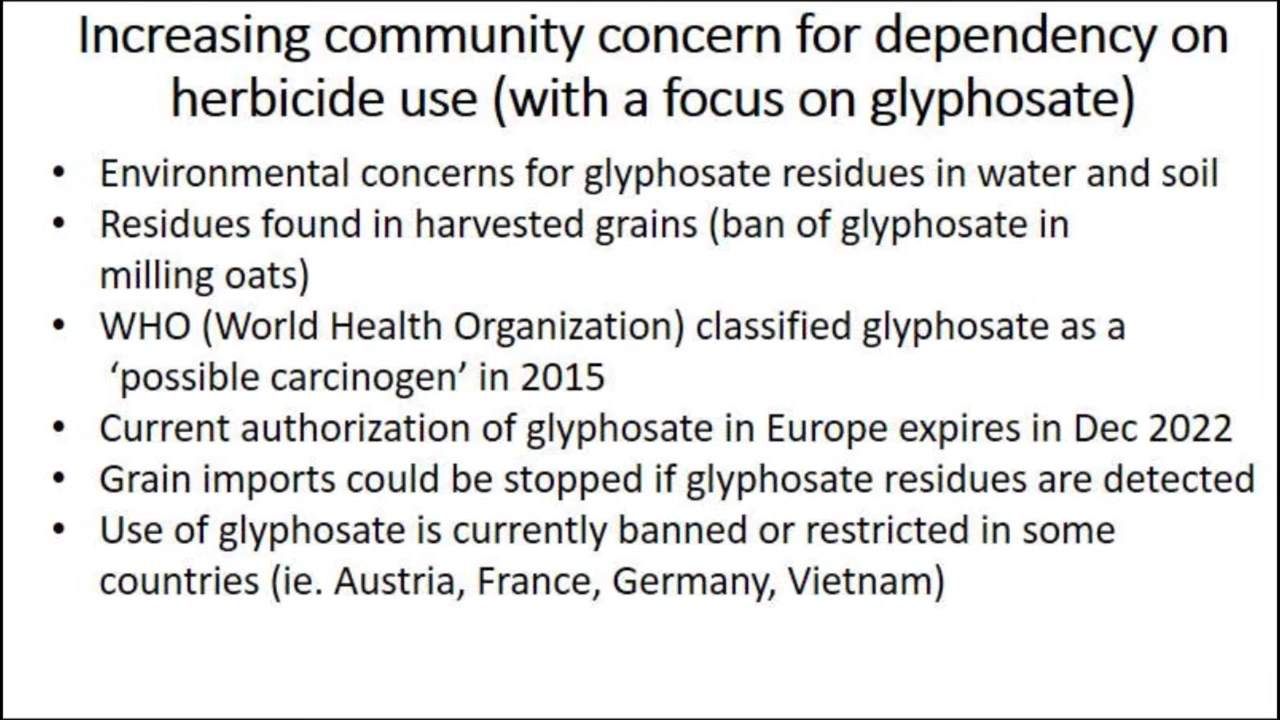 Increasing community concern for dependency on
herbicide use (with a focus on glyphosate)
• Environmental concerns for glyphosate residues in water and soil
• Residues found in harvested grains (ban of glyphosate in
milling oats)
• WHO (World Health Organization) classified glyphosate as a
‘possible carcinogen’ in 2015
• Current authorization of glyphosate in Europe expires in Dec 2022
• Grain imports could be stopped if glyphosate residues are detected
• Use of glyphosate is currently banned or restricted in some
countries (ie. Austria, France, Germany, Vietnam)